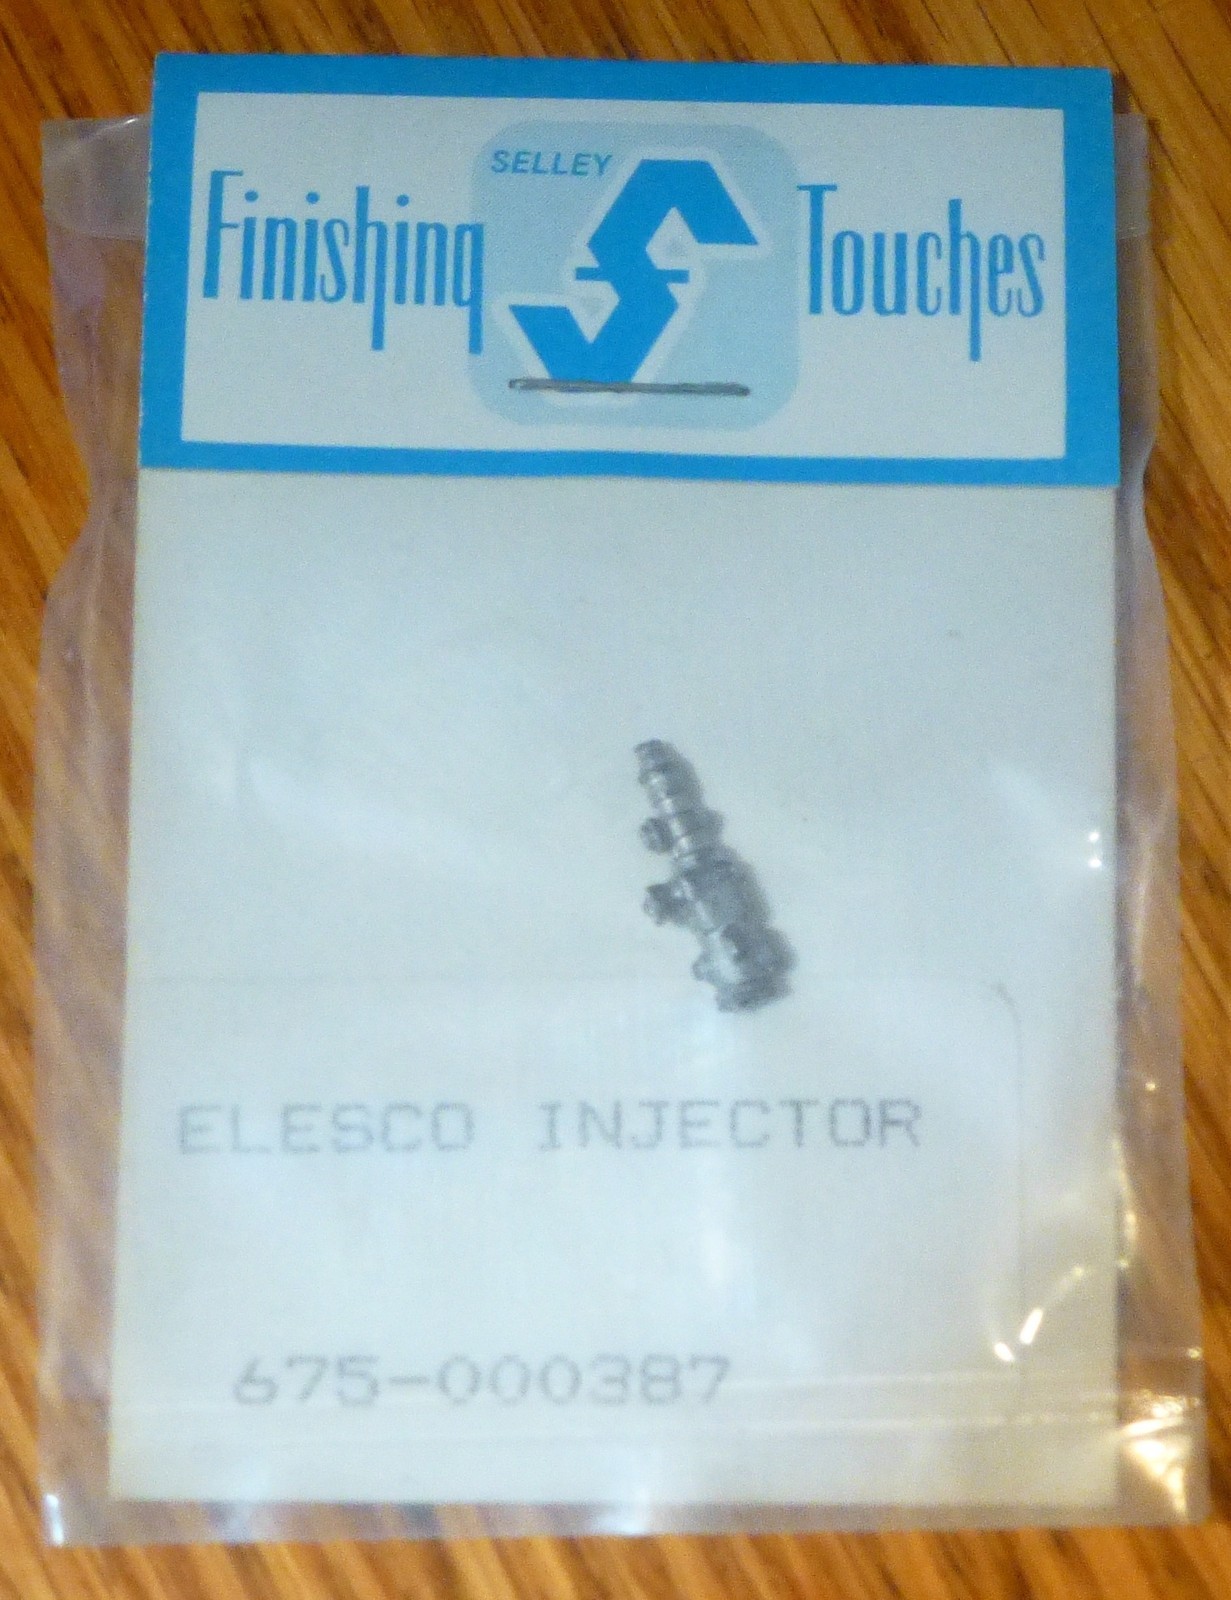 SELLEY
Finishing Touches
ELESCO INJECTOR
675-000387